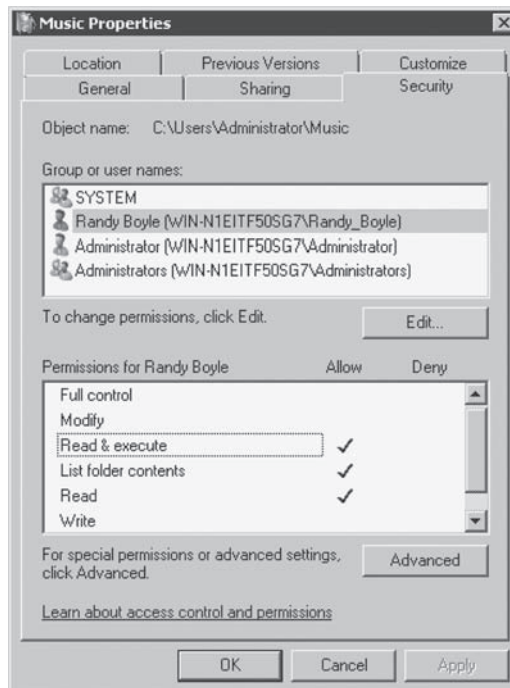 Music Properties
Location Previous Versions Customize
General Sharing Security
Object name: C:\Users\Administrator\Music
Group or user names:
SYSTEM
Randy Boyle (WIN-N1EITF50SG7\Randy_Boyle)
Administrator (WIN-N1EITF50SG7\Administrator)
Administrators (WIN-N1EITF50SG7\Administrators)
To change permissions, click Edit.
Edit...
Permissions for Randy Boyle Allow Deny
Full control
Modify
Read & execute
List folder contents
Read
Write
For special permissions or advanced settings,
click Advanced.
Advanced
Learn about access control and permissions
OK Cancel Apply